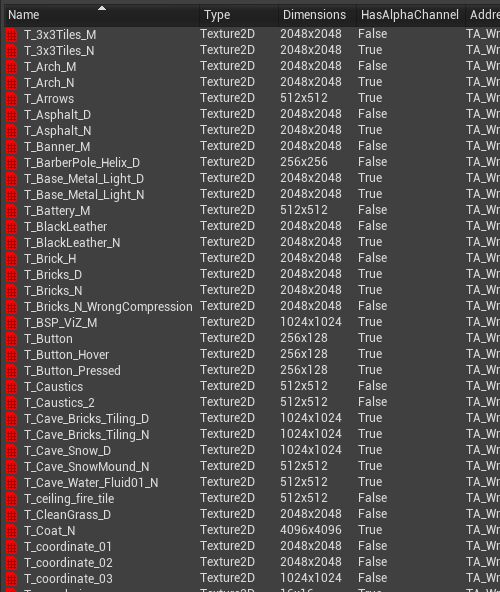 Name Type Dimensions HasAlphaChannel Addre
T_3x3Tiles_M Texture2D 2048x2048 False TA_Wr
T_3x3Tiles_N Texture2D 2048x2048 True TA_Wr
T_Arch_M Texture2D 2048x2048 False TA_Wr
T_Arch_N Texture2D 2048x2048 True TA_Wr
T_Arrows Texture2D 512x512 True TA_Wr
T_Asphalt_D Texture2D 2048x2048 False TA_Wr
T_Asphalt_N Texture2D 2048x2048 True TA_Wr
T_Banner_M Texture2D 2048x2048 False TA_Wr
T_BarberPole_Helix_D Texture2D 256x256 False TA_Wr
T_Base_Metal_Light_D Texture2D 2048x2048 True TA_Wr
T_Base_Metal_Light_N Texture2D 2048x2048 True TA_Wr
T_Battery_M Texture2D 512x512 False TA_Wr
T_BlackLeather Texture2D 2048x2048 False TA_Wr
T_BlackLeather_N Texture2D 2048x2048 True TA_Wr
T_Brick_H Texture2D 2048x2048 False TA_Wr
T_Bricks_D Texture2D 2048x2048 True TA_Wr
T_Bricks_N Texture2D 2048x2048 True TA_Wr
T_Bricks_N_WrongCompression Texture2D 2048x2048 False TA_Wr
T_BSP_ViZ_M Texture2D 1024x1024 True TA_Wr
T_Button Texture2D 256x128 True TA_Wr
T_Button_Hover Texture2D 256x128 True TA_Wr
T_Button_Pressed Texture2D 256x128 True TA_Wr
T_Caustics Texture2D 512x512 False TA_Wr
T_Caustics_2 Texture2D 512x512 False TA_Wr
T_Cave_Bricks_Tiling_D Texture2D 1024x1024 True TA_Wr
T_Cave_Bricks_Tiling_N Texture2D 1024x1024 True TA_Wr
T_Cave_Snow_D Texture2D 1024x1024 True TA_Wr
T_Cave_SnowMound_N Texture2D 512x512 True TA_Wr
T_Cave_Water_Fluid01_N Texture2D 512x512 True TA_Wr
T_ceiling_fire_tile Texture2D 512x512 False TA_Wr
T_CleanGrass_D Texture2D 2048x2048 False TA_Wr
T_Coat_N Texture2D 4096x4096 True TA_Wr
T_coordinate_01 Texture2D 2048x2048 False TA_Wr
T_coordinate_02 Texture2D 2048x2048 False TA_Wr
T_coordinate_03 Texture2D 1024x1024 False TA_Wr